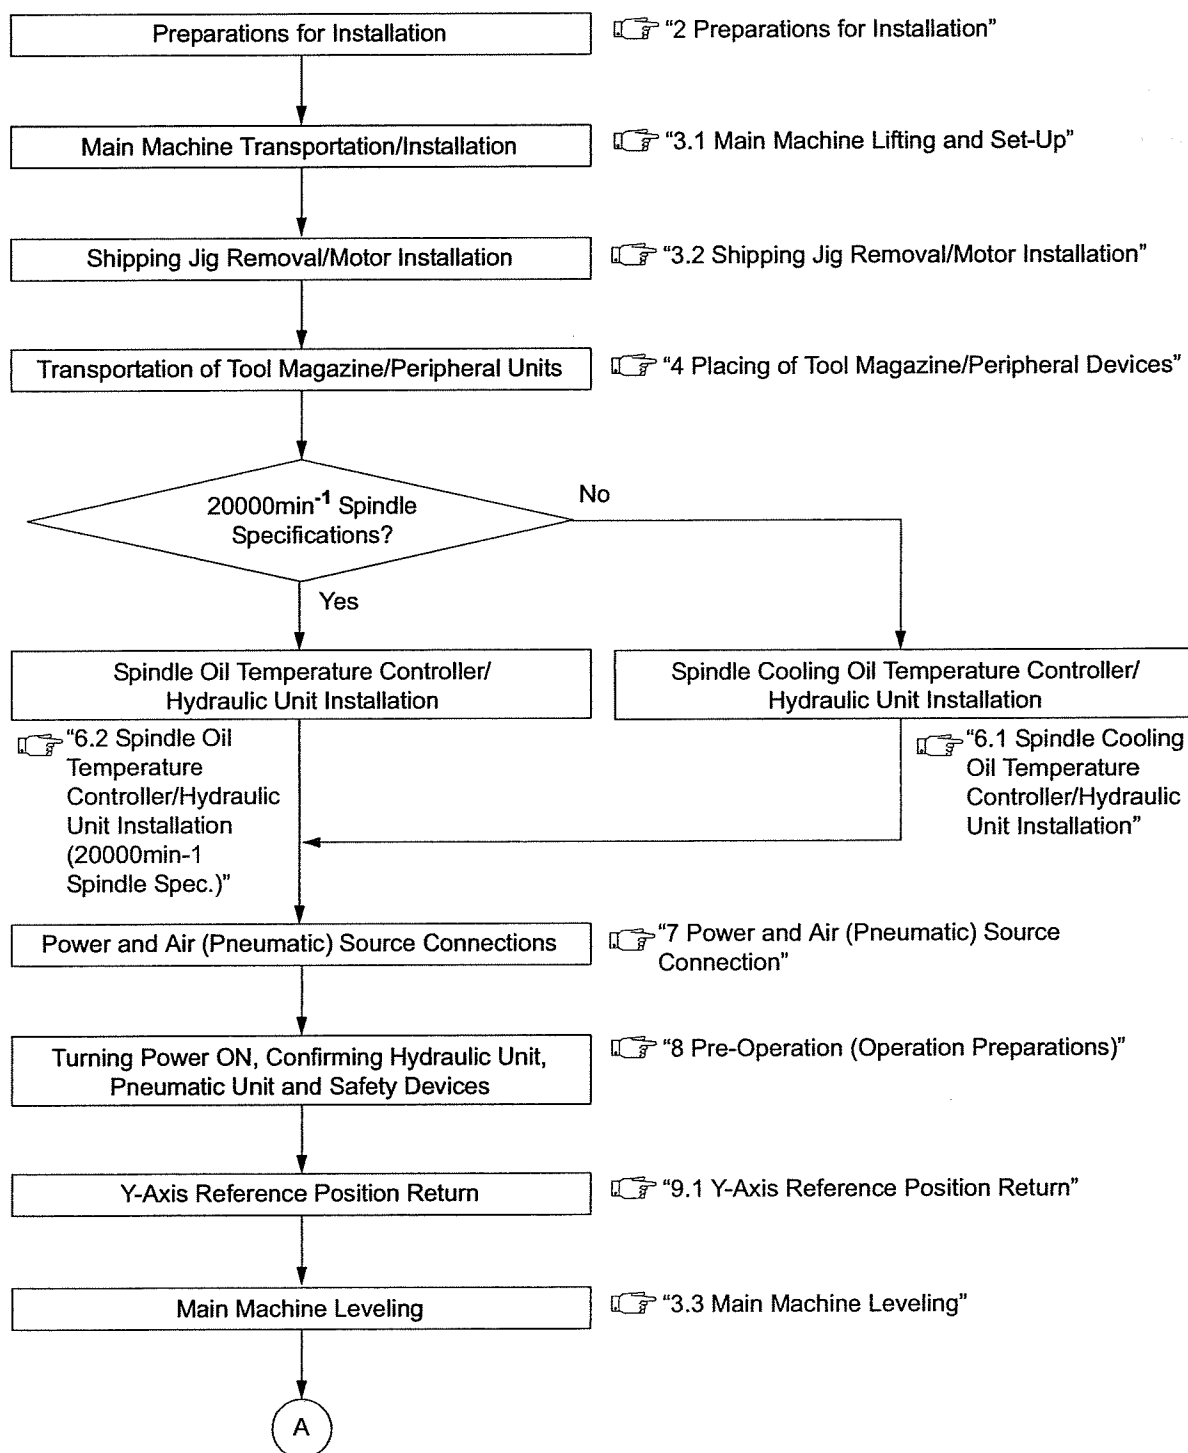 Preparations for Installation
“2 Preparations for Installation”
Main Machine Transportation/Installation
“3.1 Main Machine Lifting and Set-Up”
Shipping Jig Removal/Motor Installation
“3.2 Shipping Jig Removal/Motor Installation”
Transportation of Tool Magazine/Peripheral Units
“4 Placing of Tool Magazine/Peripheral Devices”
20000min-1 Spindle
Specifications?
No
Yes
Spindle Oil Temperature Controller/
Hydraulic Unit Installation
“6.2 Spindle Oil
Temperature
Controller/Hydraulic
Unit Installation
(20000min-1
Spindle Spec.)”
Spindle Cooling Oil Temperature Controller/
Hydraulic Unit Installation
“6.1 Spindle Cooling
Oil Temperature
Controller/Hydraulic
Unit Installation”
Power and Air (Pneumatic) Source Connections
“7 Power and Air (Pneumatic) Source
Connection”
Turning Power ON, Confirming Hydraulic Unit,
Pneumatic Unit and Safety Devices
“8 Pre-Operation (Operation Preparations)”
Y-Axis Reference Position Return
“9.1 Y-Axis Reference Position Return”
Main Machine Leveling
“3.3 Main Machine Leveling”
A